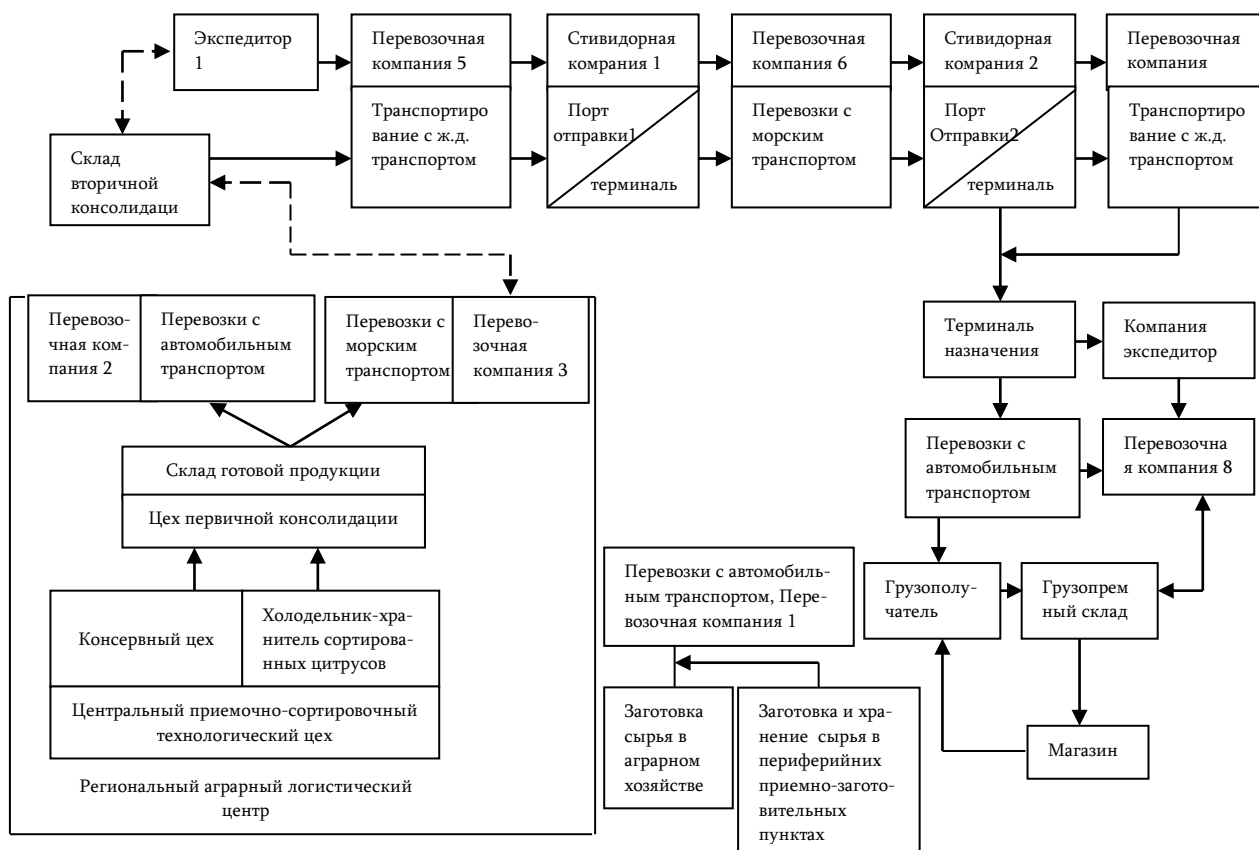 Экспедитор
1
Перевозочная
компания 5
Стивидорная
комрания 1
Перевозочная
компания 6
Стивидорная
комрания 2
Перевозочная
компания
Склад
вторичной
консолидаци
Транспортиро
вание с ж.д.
транспортом
Порт
отправки1
терминаль
Перевозки с
морским
транспортом
Порт
Отправки2
терминаль
Транспортиро
вание с ж.д.
транспортом
Перевозо-
чная ком-
пания 2
Перевозки с
автомобильным
транспортом
Перевозки с
морским
транспортом
Перево-
зочная
компания 3
Склад готовой продукции
Цех первичной консолидации
Консервный цех
Холодельник-хра-
нитель сортирова-
нных цитрусов
Центральный приемочно-сортировочный
технологический цех
Региональный аграрный логистический
центр
Перевозки с автомобиль-
ным транспортом, Пере-
возочная компания 1
Заготовка
сырья в
аграрном
хозяйстве
Заготовка и хра-
нение сырья в
периферийних
приемно-загото-
вительных
пунктах
Терминаль
назначения
Компания
экспедитор
Перевозки с
автомобильным
транспортом
Перевозочна
я компания 8
Грузополу-
чатель
Грузопрем
ный склад
Магазин